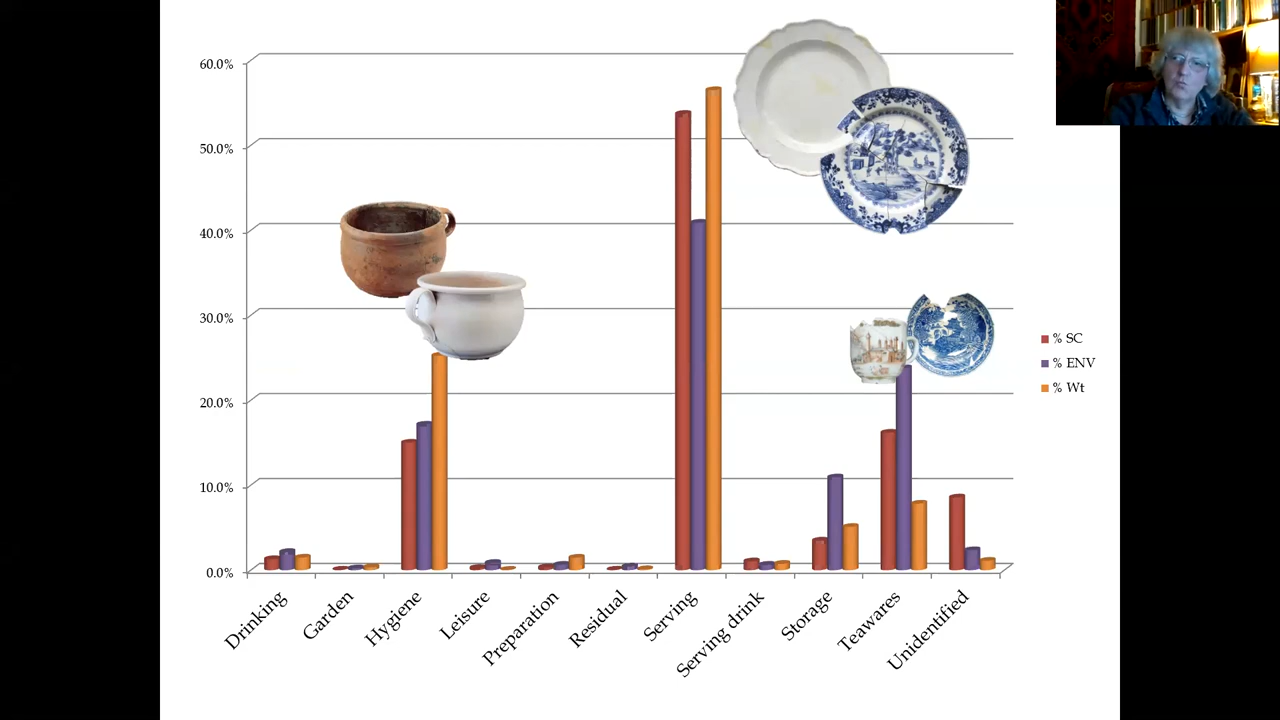 60.0%
50.0%
40.0%
30.0%
20.0%
10.0%
0.0%
Drinking
Garden
Hygiene
Leisure
Preparation
Residual
Serving
Serving drink
Storage
Teawares
Unidentified
% SC
% ENV
% Wt